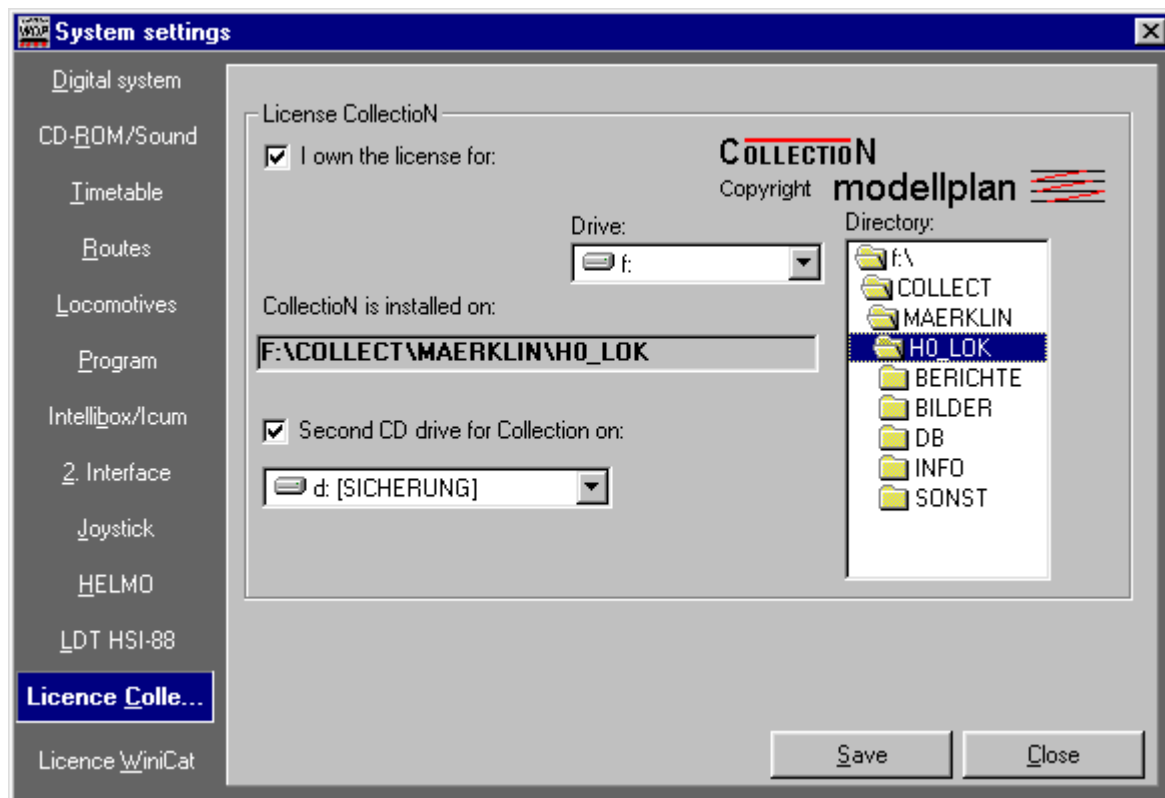 System settings
Digital system
CD-ROM/Sound
Timetable
Routes
Locomotives
Program
Intellibox/Icum
2. Interface
Joystick
HELMO
LDT HSI-88
Licence Colle...
Licence WiniCat
License CollectioN
I own the license for:
COLLECTION
Copyright modellplan
Drive:
f:
CollectioN is installed on:
F:\COLLECT\MAERKLIN\H0_LOK
Second CD drive for Collection on:
d: [SICHERUNG]
Directory:
f:\
COLLECT
MAERKLIN
H0_LOK
BERICHTE
BILDER
DB
INFO
SONST
Save
Close